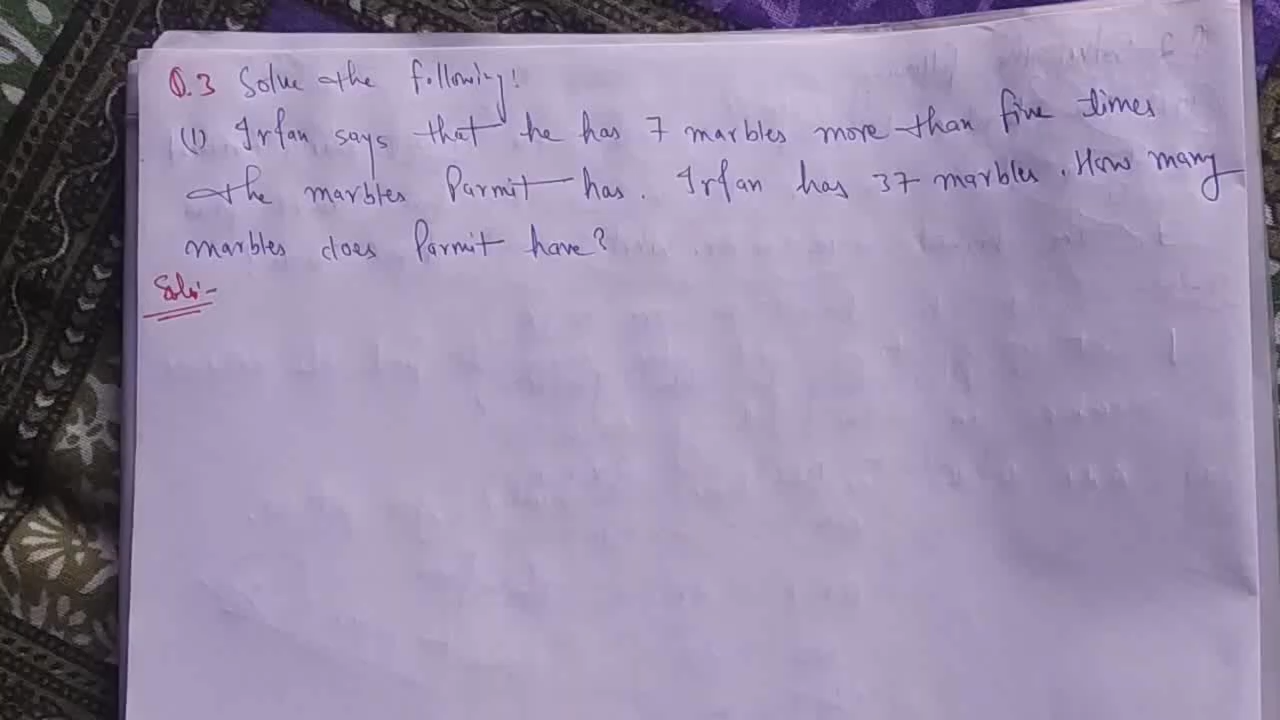 Q.3 Solve the following!
(1) Irfan says that he has 7 marbles more than five times
the marbles Parmit has. Irfan has 37 marbles. How many
marbles does Parmit have?
Sol:-